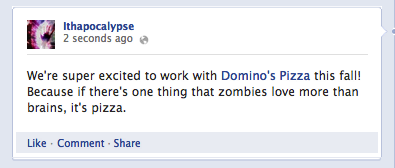 Ithapocalypse
2 seconds ago
We're super excited to work with Domino's Pizza this fall!
Because if there's one thing that zombies love more than
brains, it's pizza.
Like · Comment · Share